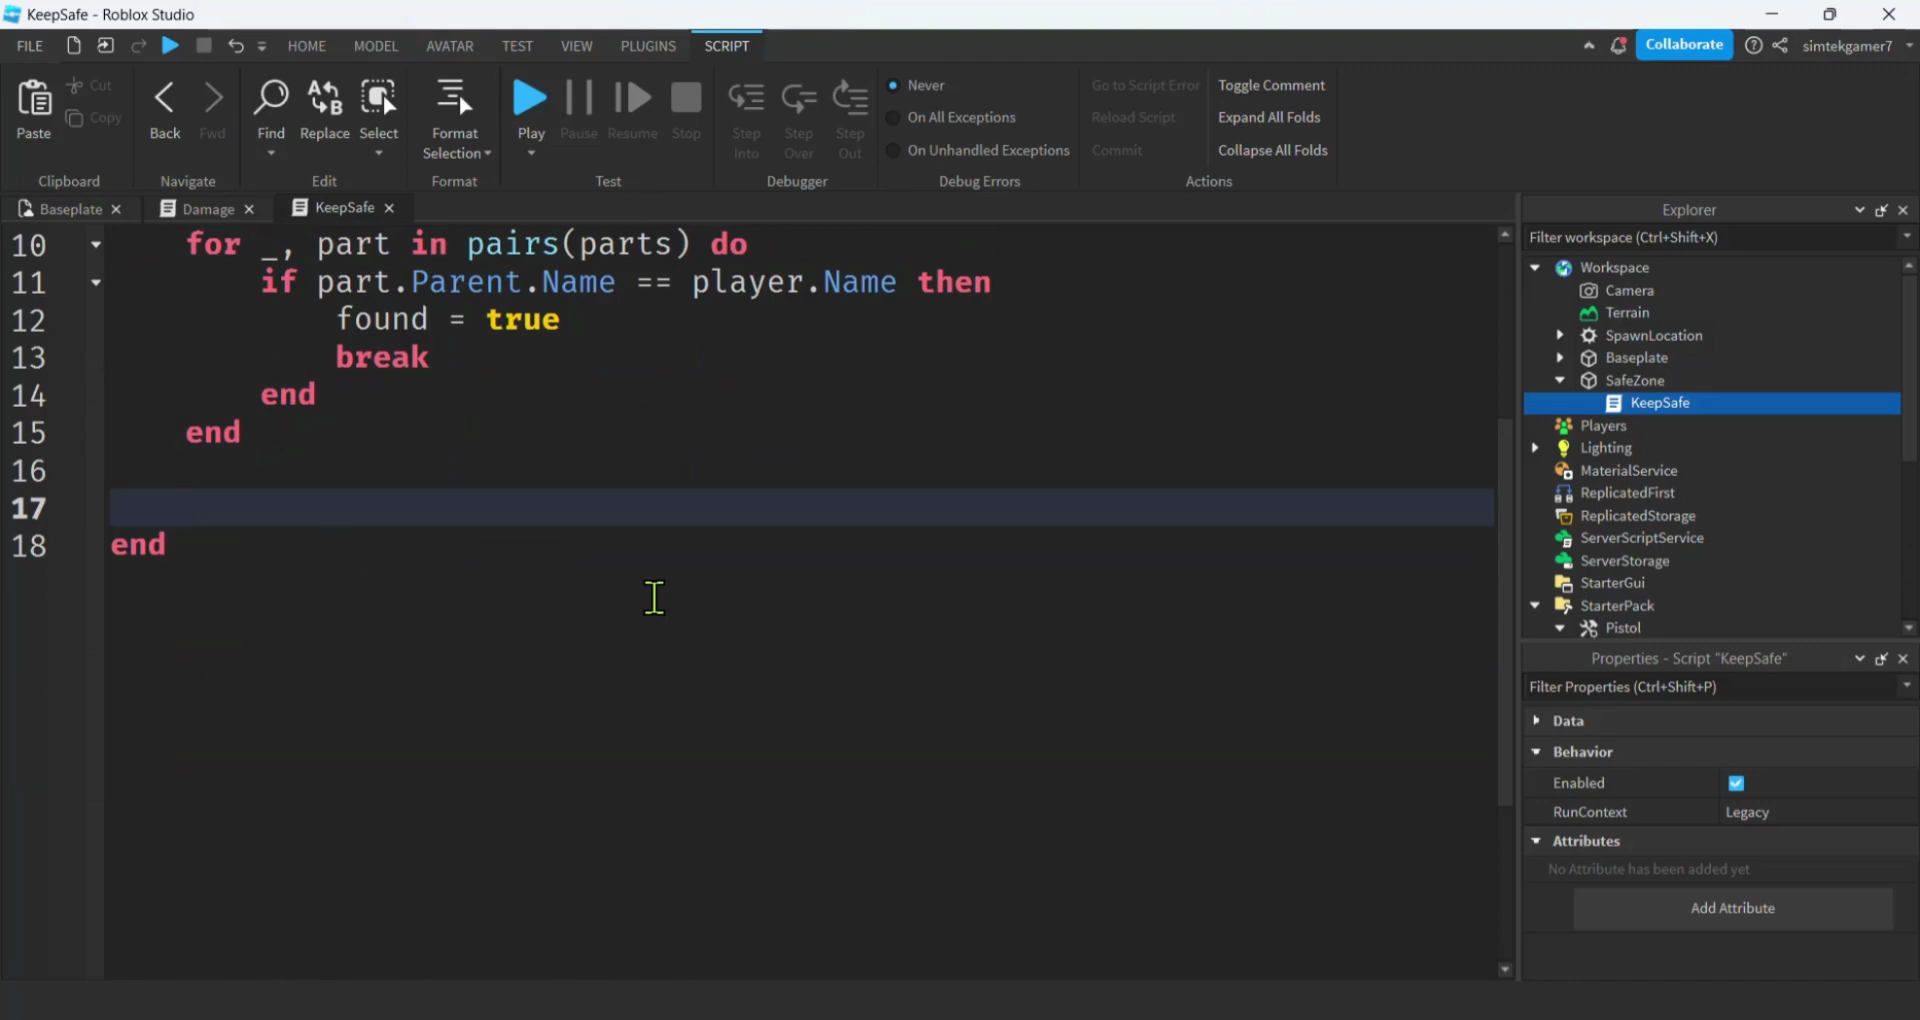 KeepSafe - Roblox Studio
FILE HOME MODEL AVATAR TEST VIEW PLUGINS SCRIPT Collaborate simtekgamer7
Paste Cut Copy
Clipboard
Back Fwd
Navigate
Find Replace Select
Edit
Format Selection
Format
Play Pause Resume Stop
Test
Step Into Step Over Step Out
Debugger
Never
On All Exceptions
On Unhandled Exceptions
Debug Errors
Go to Script Error
Reload Script
Commit
Toggle Comment
Expand All Folds
Collapse All Folds
Actions
Baseplate Damage KeepSafe
10 for _, part in pairs(parts) do
11 if part.Parent.Name == player.Name then
12 found = true
13 break
14 end
15 end
16
17
18 end
Explorer
Filter workspace (Ctrl+Shift+X)
Workspace
Camera
Terrain
SpawnLocation
Baseplate
SafeZone
KeepSafe
Players
Lighting
MaterialService
ReplicatedFirst
ReplicatedStorage
ServerScriptService
ServerStorage
StarterGui
StarterPack
Pistol
Properties - Script "KeepSafe"
Filter Properties (Ctrl+Shift+P)
Data
Behavior
Enabled
RunContext Legacy
Attributes
No Attribute has been added yet
Add Attribute